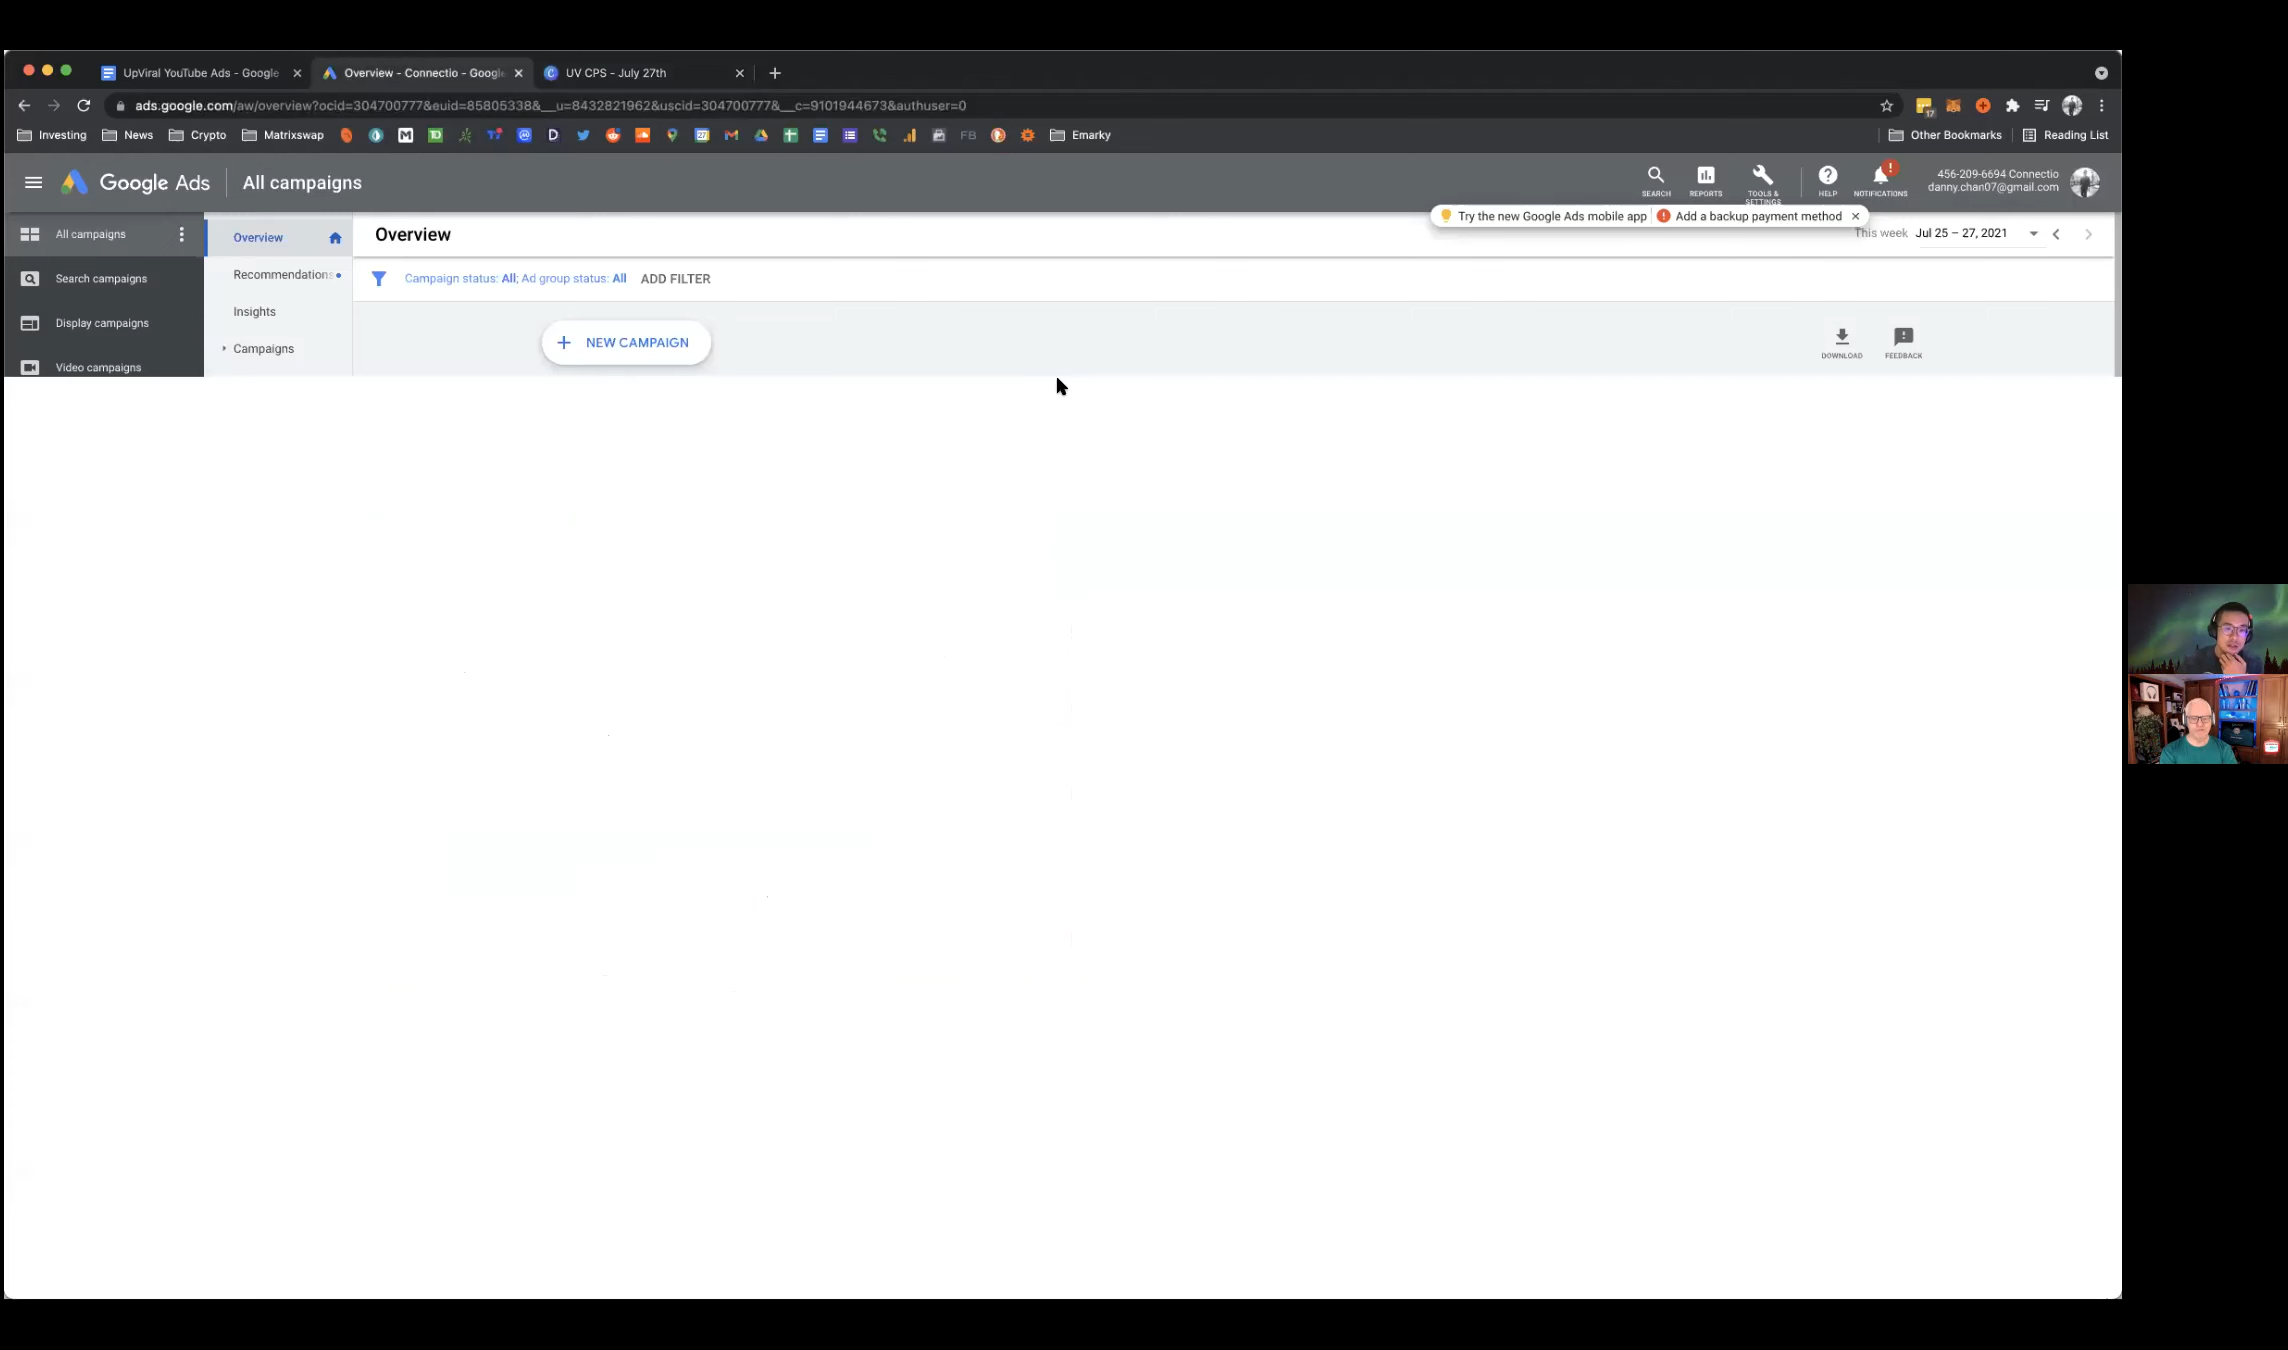 UpViral YouTube Ads - Google
Overview - Connectio - Google
UV CPS - July 27th
ads.google.com/aw/overview?ocid=304700777&euid=85805338&__u=8432821962&uscid=304700777&__c=9101944673&authuser=0
17
Investing
News
Crypto
Matrixswap
FB
Emarky
Other Bookmarks
Reading List
Google Ads
All campaigns
SEARCH
REPORTS
TOOLS & SETTINGS
HELP
NOTIFICATIONS
456-209-6694 Connectio
danny.chan07@gmail.com
Try the new Google Ads mobile app
Add a backup payment method
All campaigns
Search campaigns
Display campaigns
Video campaigns
Overview
Recommendations
Insights
Campaigns
Overview
This week
Jul 25 – 27, 2021
Campaign status: All; Ad group status: All
ADD FILTER
NEW CAMPAIGN
DOWNLOAD
FEEDBACK